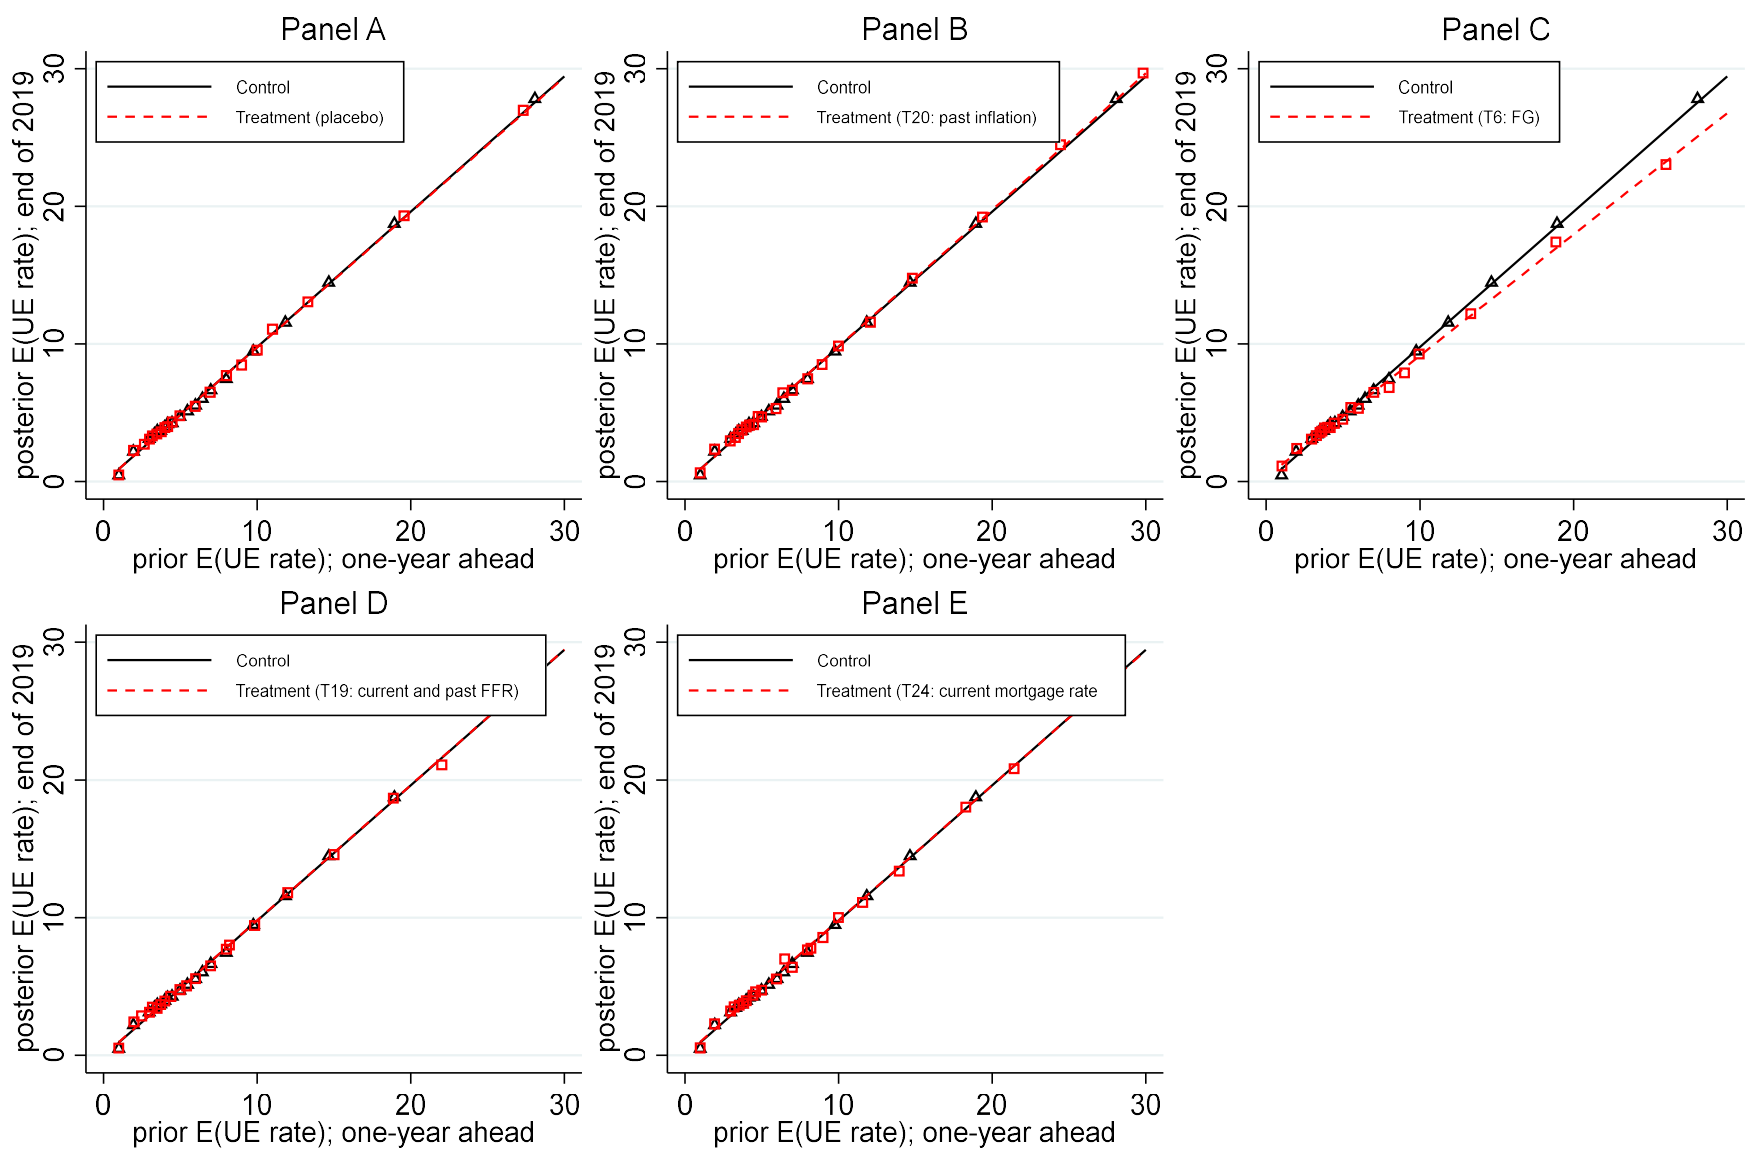 Panel A
posterior E(UE rate); end of 2019
30
20
10
0
Control
Treatment (placebo)
0 10 20 30
prior E(UE rate); one-year ahead
Panel B
posterior E(UE rate); end of 2019
30
20
10
0
Control
Treatment (T20: past inflation)
0 10 20 30
prior E(UE rate); one-year ahead
Panel C
posterior E(UE rate); end of 2019
30
20
10
0
Control
Treatment (T6: FG)
0 10 20 30
prior E(UE rate); one-year ahead
Panel D
posterior E(UE rate); end of 2019
30
20
10
0
Control
Treatment (T19: current and past FFR)
0 10 20 30
prior E(UE rate); one-year ahead
Panel E
posterior E(UE rate); end of 2019
30
20
10
0
Control
Treatment (T24: current mortgage rate
0 10 20 30
prior E(UE rate); one-year ahead